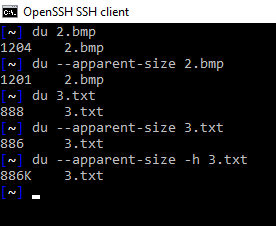 OpenSSH SSH client
[~] du 2.bmp
1204    2.bmp
[~] du --apparent-size 2.bmp
1201    2.bmp
[~] du 3.txt
888     3.txt
[~] du --apparent-size 3.txt
886     3.txt
[~] du --apparent-size -h 3.txt
886K    3.txt
[~]